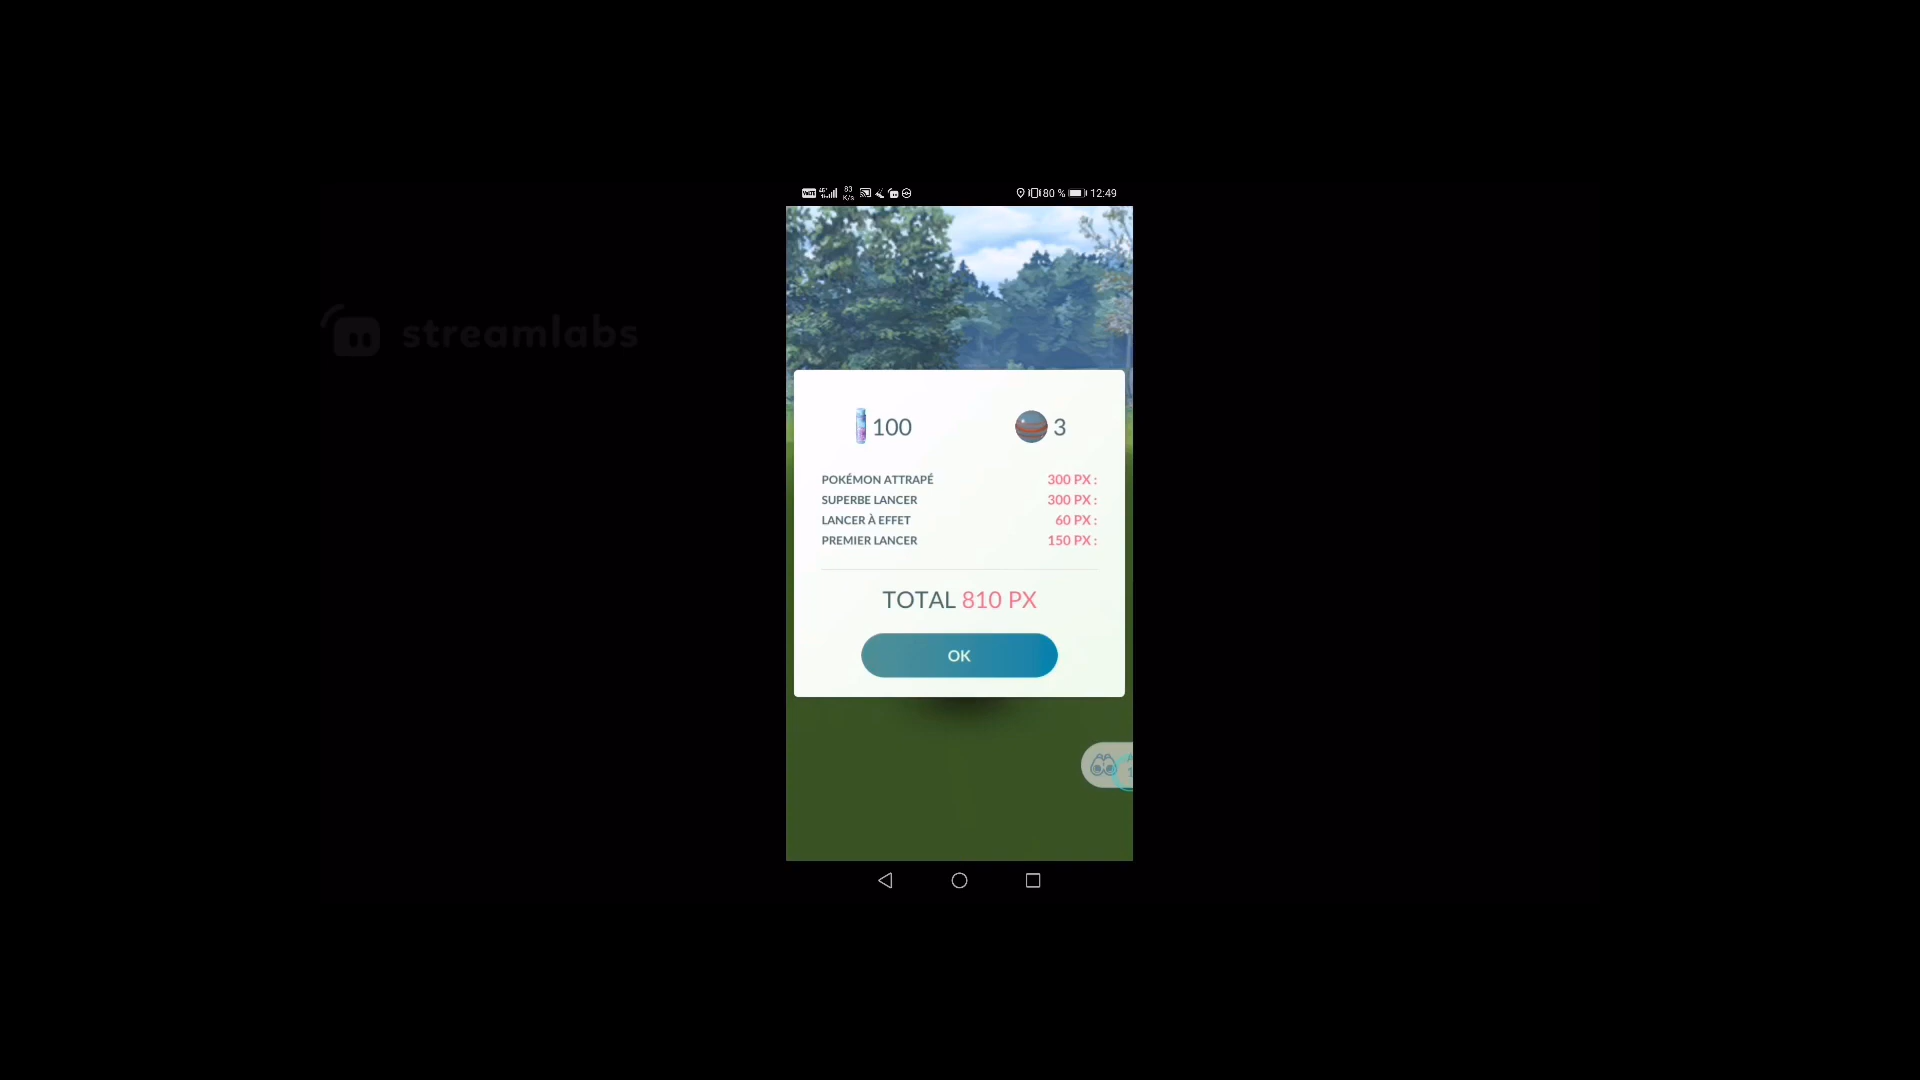 83
K/s
80 % 12:49
streamlabs
100
3
POKÉMON ATTRAPÉ 300 PX :
SUPERBE LANCER 300 PX :
LANCER À EFFET 60 PX :
PREMIER LANCER 150 PX :
TOTAL 810 PX
OK